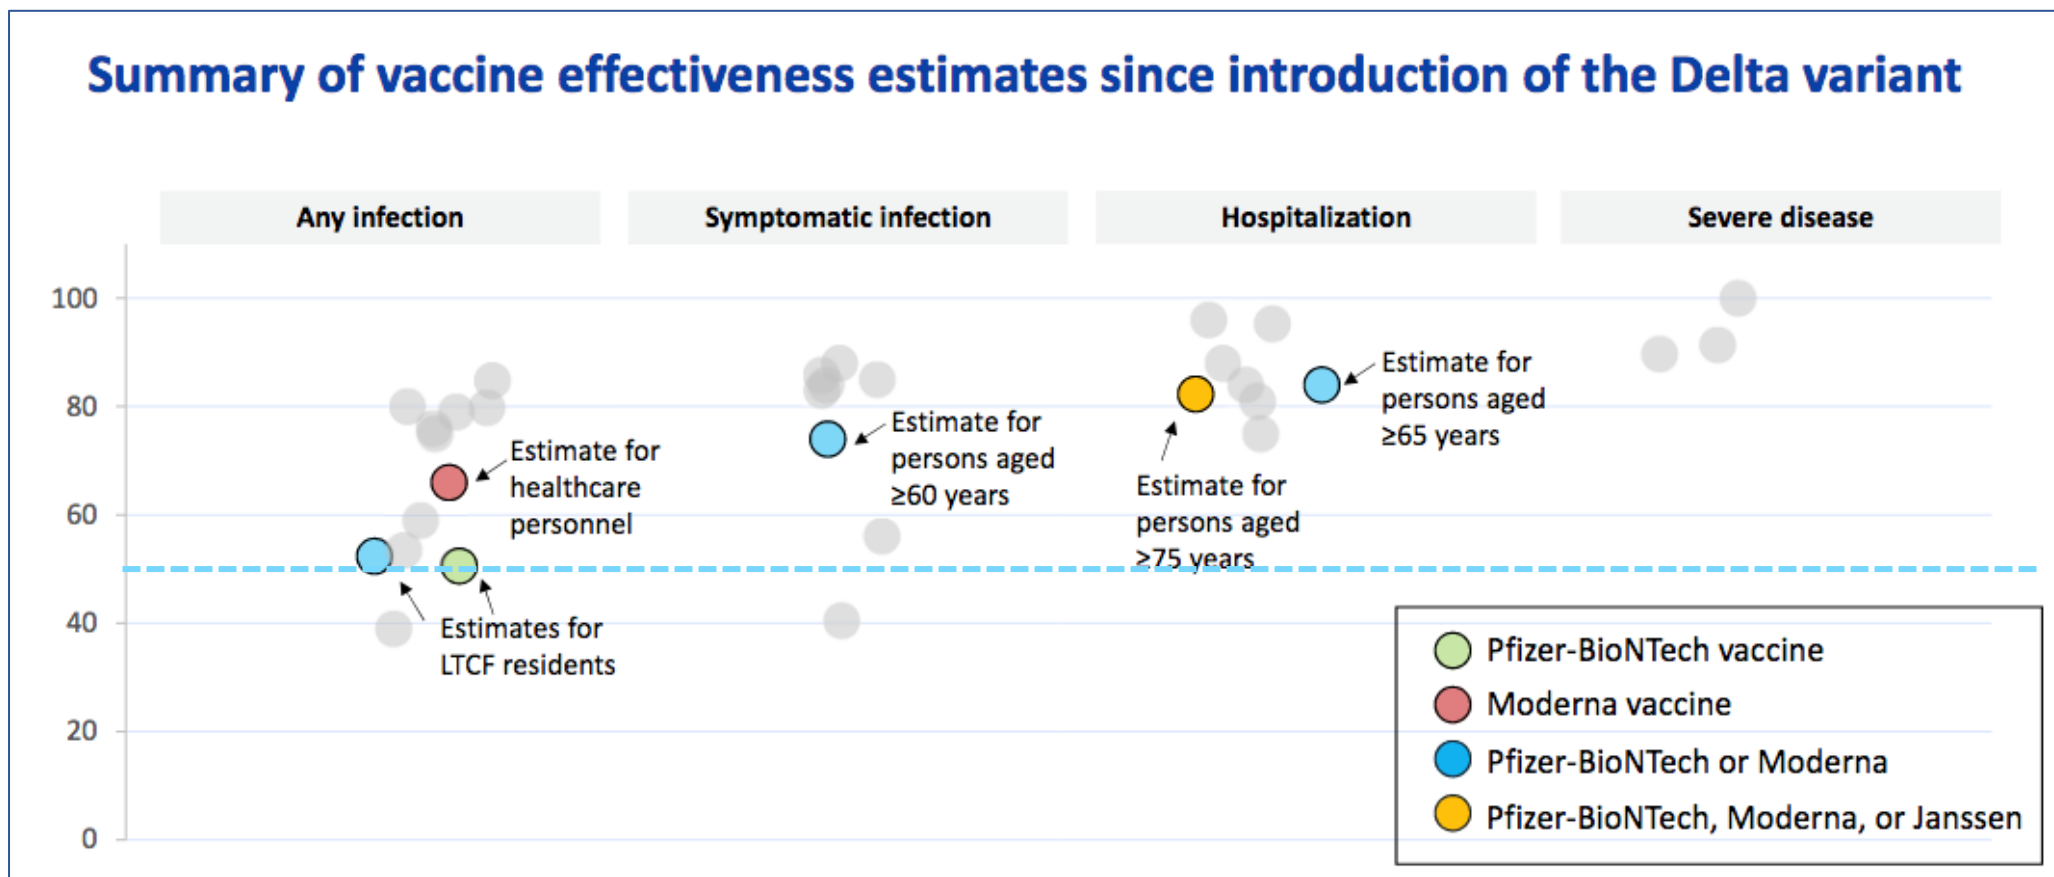 Summary of vaccine effectiveness estimates since introduction of the Delta variant
Any infection
Symptomatic infection
Hospitalization
Severe disease
100
80
60
40
20
0
Estimate for
healthcare
personnel
Estimates for
LTCF residents
Estimate for
persons aged
≥60 years
Estimate for
persons aged
≥75 years
Estimate for
persons aged
≥65 years
Pfizer-BioNTech vaccine
Moderna vaccine
Pfizer-BioNTech or Moderna
Pfizer-BioNTech, Moderna, or Janssen